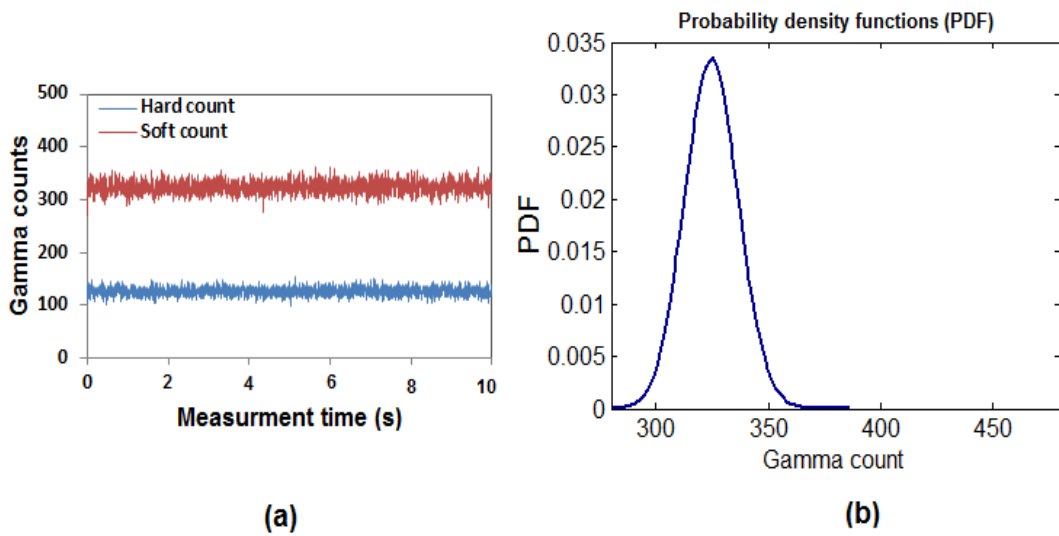 500
400
300
200
100
0
Gamma counts
Hard count
Soft count
0 2 4 6 8 10
Measurment time (s)
(a)
Probability density functions (PDF)
0.035
0.03
0.025
0.02
0.015
0.01
0.005
0
PDF
300 350 400 450
Gamma count
(b)